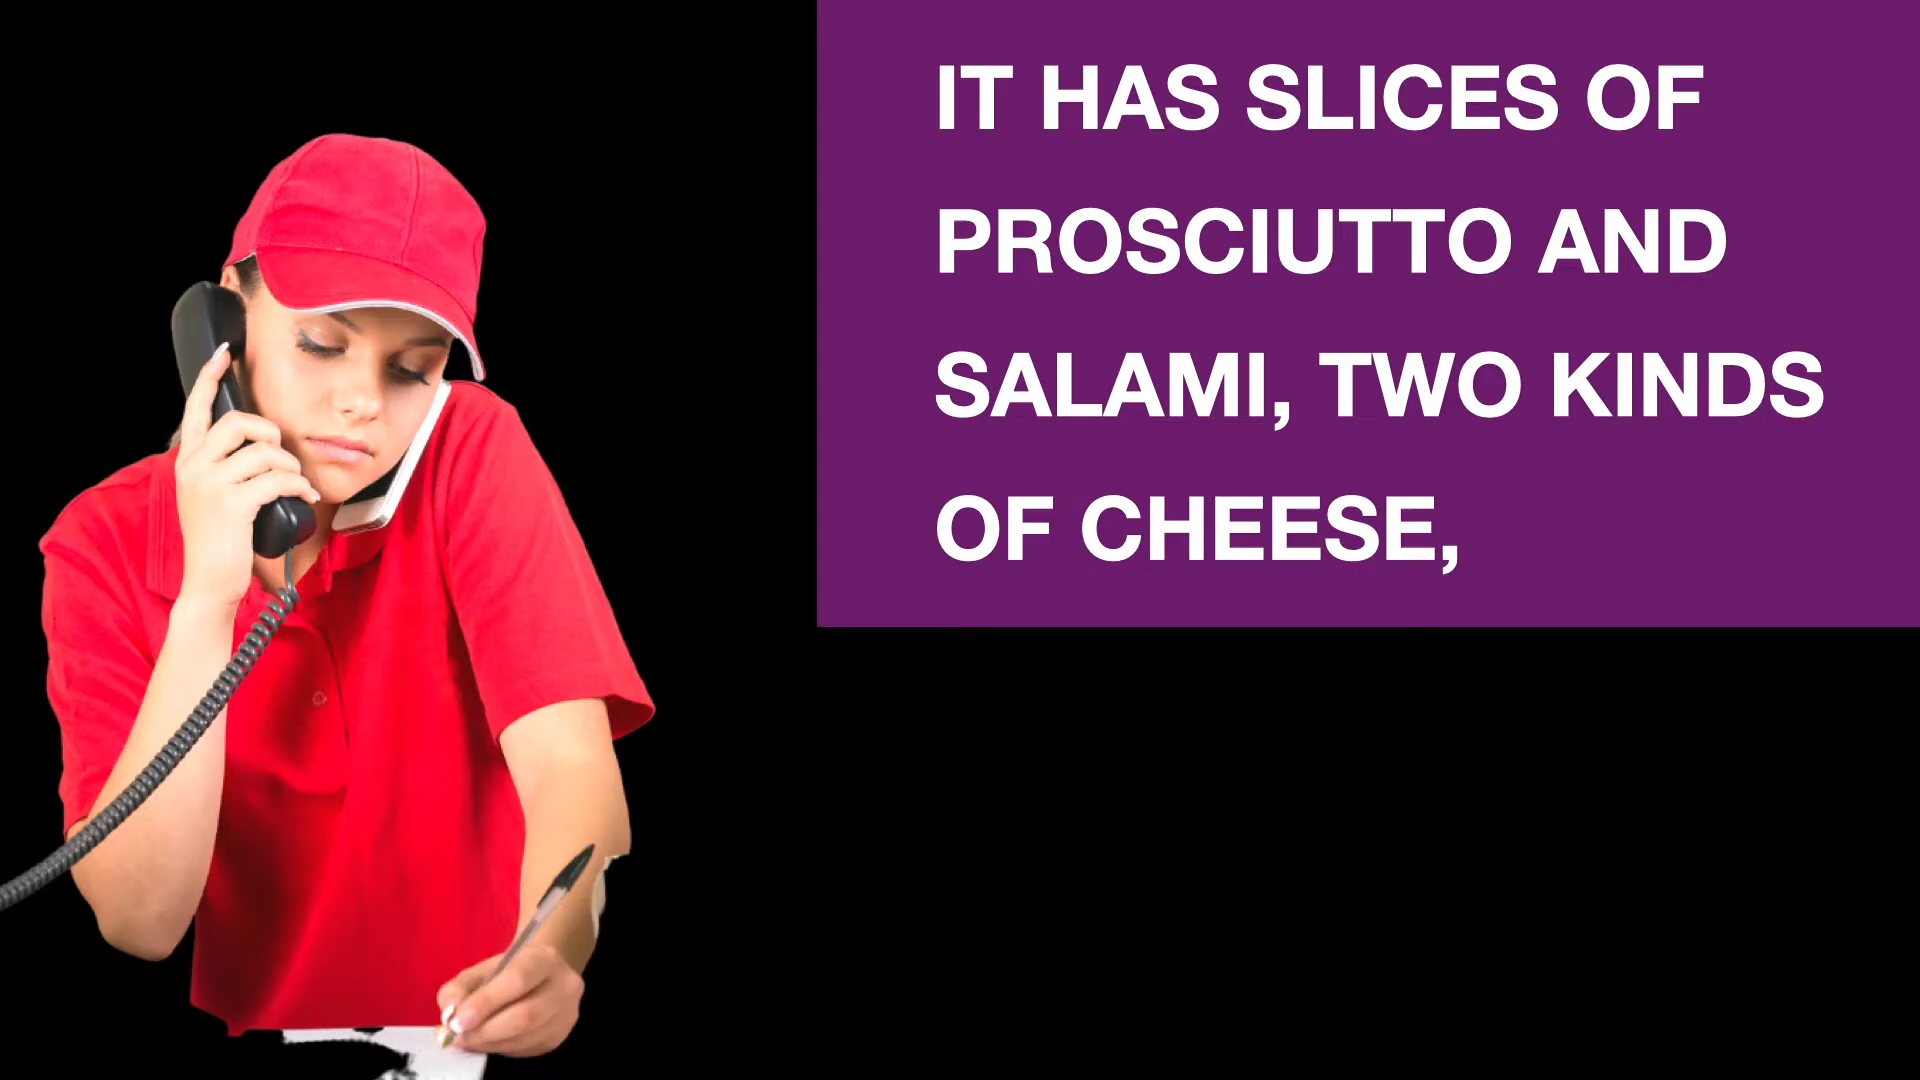 IT HAS SLICES OF
PROSCIUTTO AND
SALAMI, TWO KINDS
OF CHEESE,